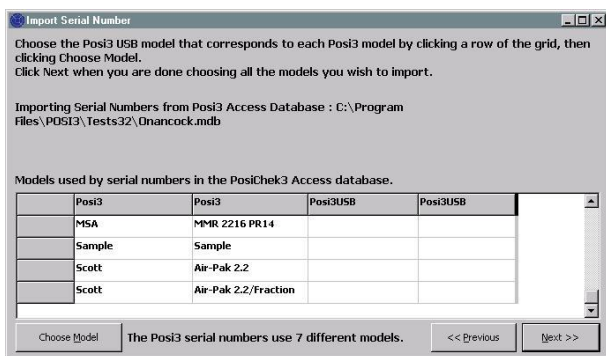 Import Serial Number
Choose the Posi3 USB model that corresponds to each Posi3 model by clicking a row of the grid, then
clicking Choose Model.
Click Next when you are done choosing all the models you wish to import.
Importing Serial Numbers from Posi3 Access Database : C:\Program
Files\POSI3\Tests32\Onancock.mdb
Models used by serial numbers in the PosiChek3 Access database.
Posi3 Posi3 Posi3USB Posi3USB
MSA MMR 2216 PR14
Sample Sample
Scott Air-Pak 2.2
Scott Air-Pak 2.2/Fraction
Choose Model The Posi3 serial numbers use 7 different models. << Previous Next >>